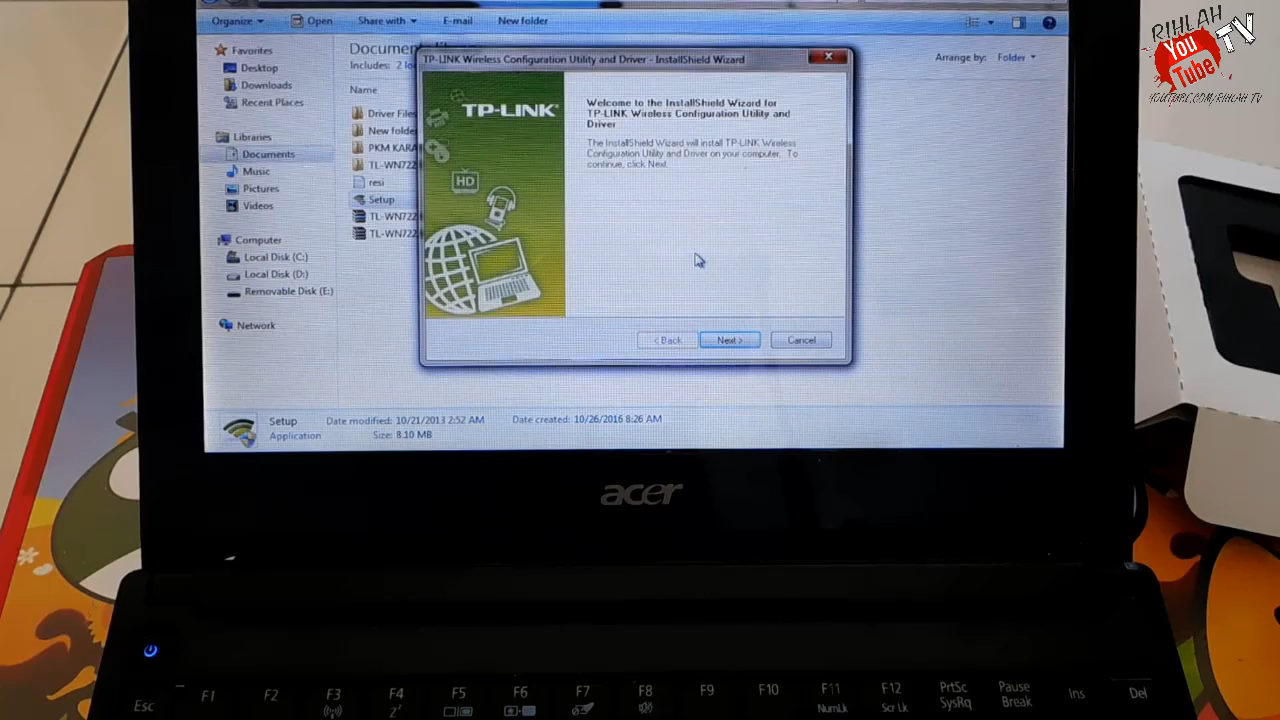 RIHLAH
TV
You
Tube
YOUTUBE.COM/RIHLAH TV
Organize
Open
Share with
E-mail
New folder
Favorites
Desktop
Downloads
Recent Places
Libraries
Documents
Music
Pictures
Videos
Computer
Local Disk (C:)
Local Disk (D:)
Removable Disk (E:)
Network
Includes: 2
Arrange by: Folder
Name
Driver Files
New folder
PKM KARA
TL-WN722
resi
Setup
TL-WN722
TL-WN722
TP-LINK Wireless Configuration Utility and Driver - InstallShield Wizard
TP-LINK
HD
Welcome to the InstallShield Wizard for
TP-LINK Wireless Configuration Utility and
Driver
The InstallShield Wizard will install TP-LINK Wireless
Configuration Utility and Driver on your computer. To
continue, click Next.
< Back
Next >
Cancel
Setup
Date modified: 10/21/2013 2:52 AM
Date created: 10/26/2016 8:26 AM
Application
Size: 8.10 MB
acer
Esc
F1
F2
F3
F4
F5
F6
F7
F8
F9
F10
F11
NumLk
F12
Scr Lk
PrtSc
SysRq
Pause
Break
Ins
Del